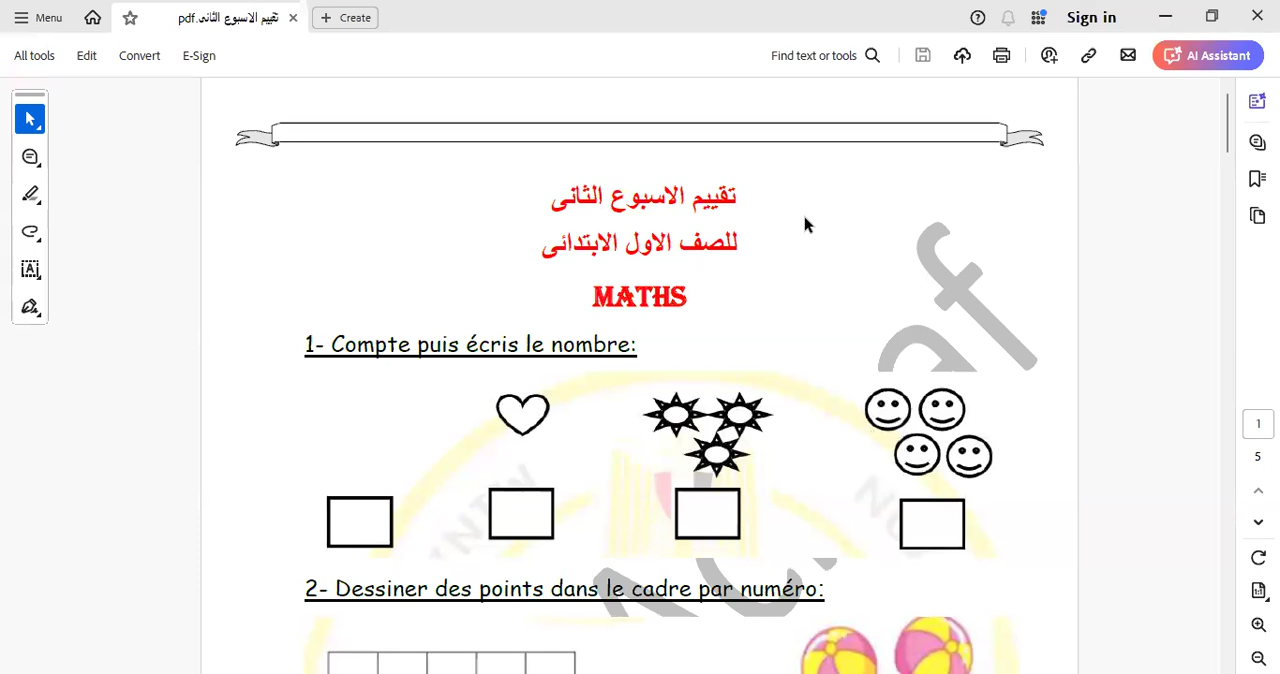 Menu
تقييم الاسبوع الثانى.pdf
Create
Sign in
All tools
Edit
Convert
E-Sign
Find text or tools
AI Assistant
تقييم الاسبوع الثانى
للصف الاول الابتدائى
MATHS
1- Compte puis écris le nombre:
2- Dessiner des points dans le cadre par numéro:
1
5